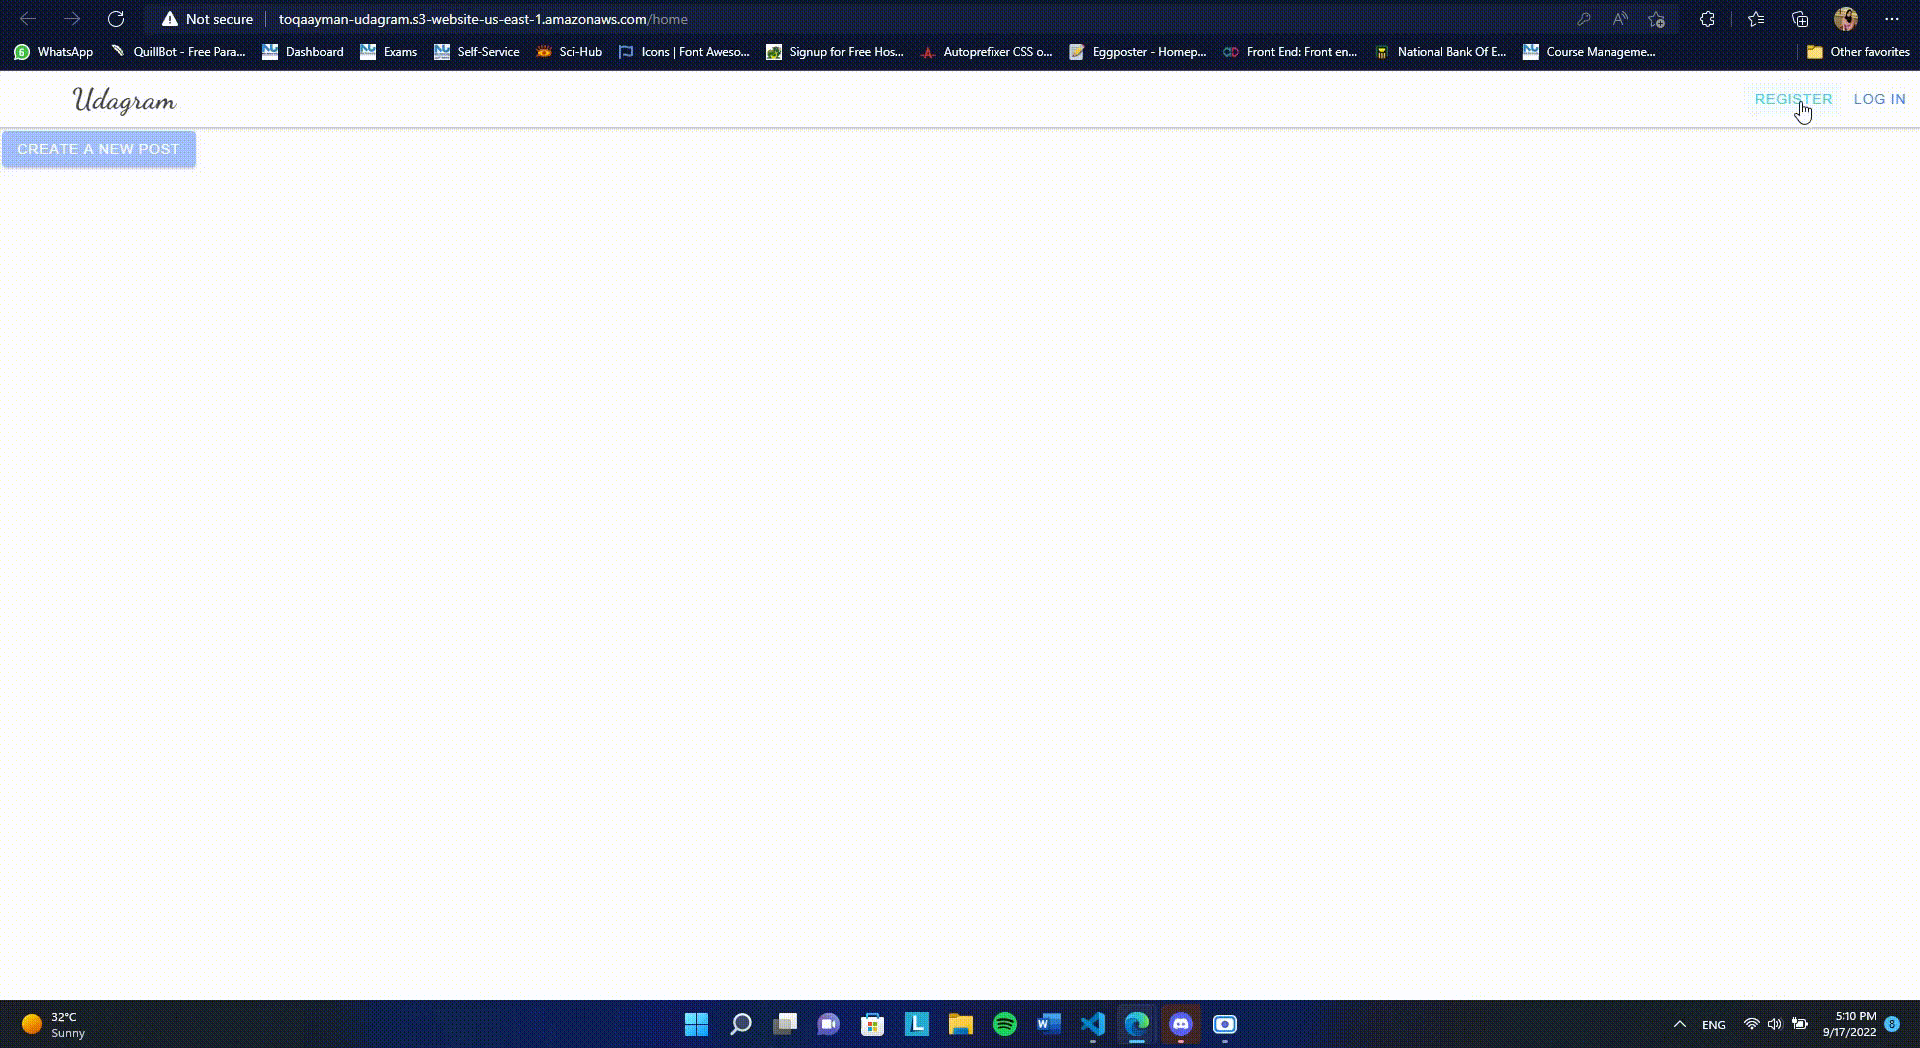 Not secure toqaayman-udagram.s3-website-us-east-1.amazonaws.com/home
6 WhatsApp QuillBot - Free Para... Dashboard Exams Self-Service Sci-Hub Icons | Font Aweso... Signup for Free Hos... Autoprefixer CSS o... Eggposter - Homep... Front End: Front en... National Bank Of E... Course Manageme... Other favorites
Udagram REGISTER LOG IN
CREATE A NEW POST
32°C
Sunny
ENG
5:10 PM
9/17/2022
8